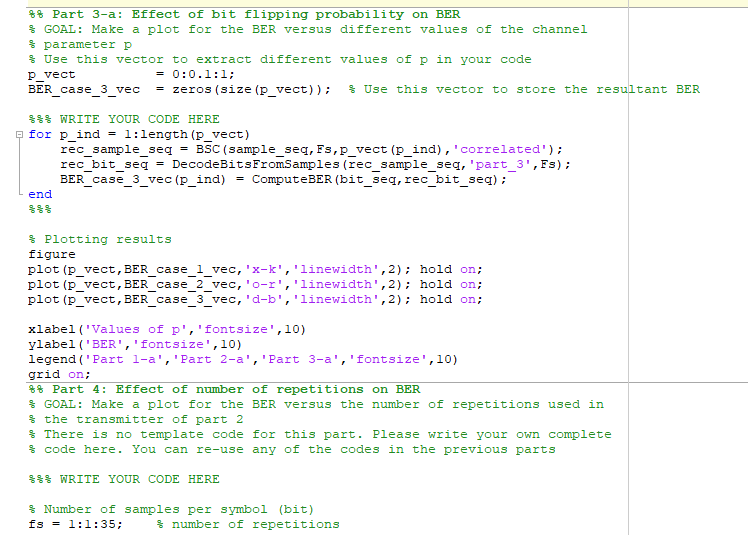 %% Part 3-a: Effect of bit flipping probability on BER
% GOAL: Make a plot for the BER versus different values of the channel
% parameter p
% Use this vector to extract different values of p in your code
p_vect          = 0:0.1:1;
BER_case_3_vec  = zeros(size(p_vect));  % Use this vector to store the resultant BER
%%% WRITE YOUR CODE HERE
for p_ind = 1:length(p_vect)
    rec_sample_seq = BSC(sample_seq,Fs,p_vect(p_ind),'correlated');
    rec_bit_seq = DecodeBitsFromSamples(rec_sample_seq,'part_3',Fs);
    BER_case_3_vec(p_ind) = ComputeBER(bit_seq,rec_bit_seq);
end
%%%
% Plotting results
figure
plot(p_vect,BER_case_1_vec,'x-k','linewidth',2); hold on;
plot(p_vect,BER_case_2_vec,'o-r','linewidth',2); hold on;
plot(p_vect,BER_case_3_vec,'d-b','linewidth',2); hold on;
xlabel('Values of p','fontsize',10)
ylabel('BER','fontsize',10)
legend('Part 1-a','Part 2-a','Part 3-a','fontsize',10)
grid on;
%% Part 4: Effect of number of repetitions on BER
% GOAL: Make a plot for the BER versus the number of repetitions used in
% the transmitter of part 2
% There is no template code for this part. Please write your own complete
% code here. You can re-use any of the codes in the previous parts
%%% WRITE YOUR CODE HERE
% Number of samples per symbol (bit)
fs = 1:1:35;    % number of repetitions